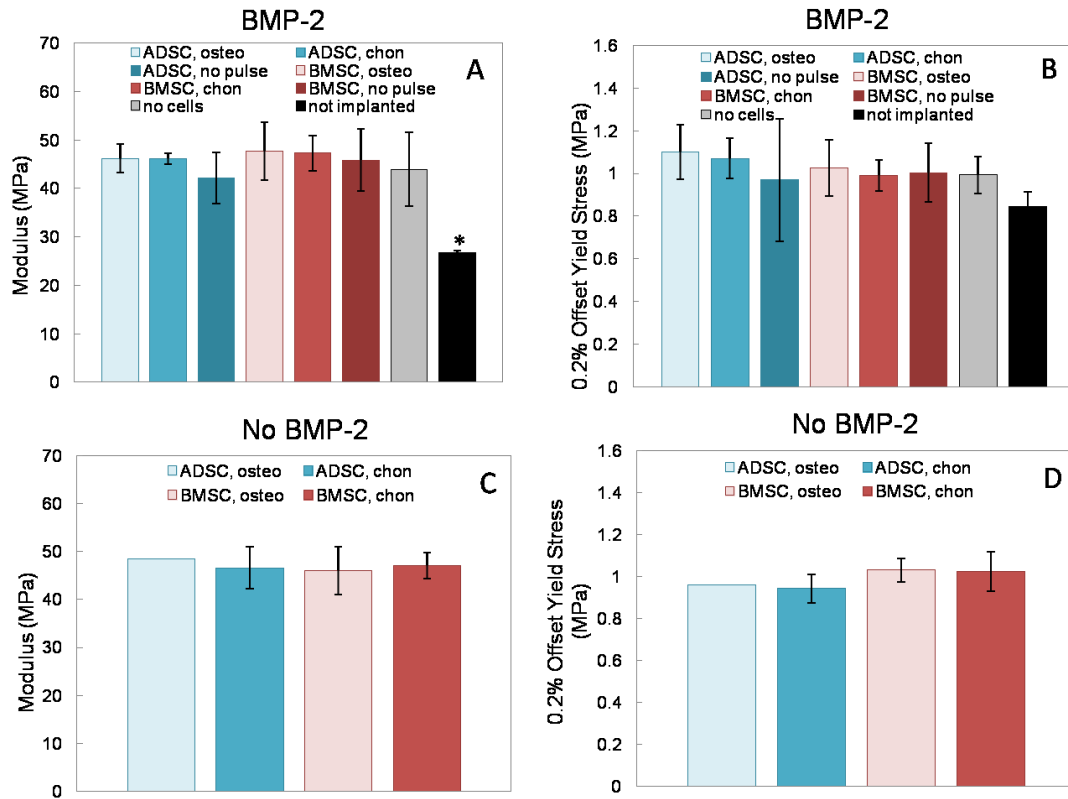 BMP-2
70
60
50
40
30
20
10
0
Modulus (MPa)
ADSC, osteo ADSC, chon
ADSC, no pulse BMSC, osteo
BMSC, chon BMSC, no pulse
no cells not implanted
A
*
BMP-2
1.6
1.4
1.2
1
0.8
0.6
0.4
0.2
0
0.2% Offset Yield Stress (MPa)
ADSC, osteo ADSC, chon
ADSC, no pulse BMSC, osteo
BMSC, chon BMSC, no pulse
no cells not implanted
B
No BMP-2
70
60
50
40
30
20
10
0
Modulus (MPa)
ADSC, osteo ADSC, chon
BMSC, osteo BMSC, chon
C
No BMP-2
1.6
1.4
1.2
1
0.8
0.6
0.4
0.2
0
0.2% Offset Yield Stress
(MPa)
ADSC, osteo ADSC, chon
BMSC, osteo BMSC, chon
D